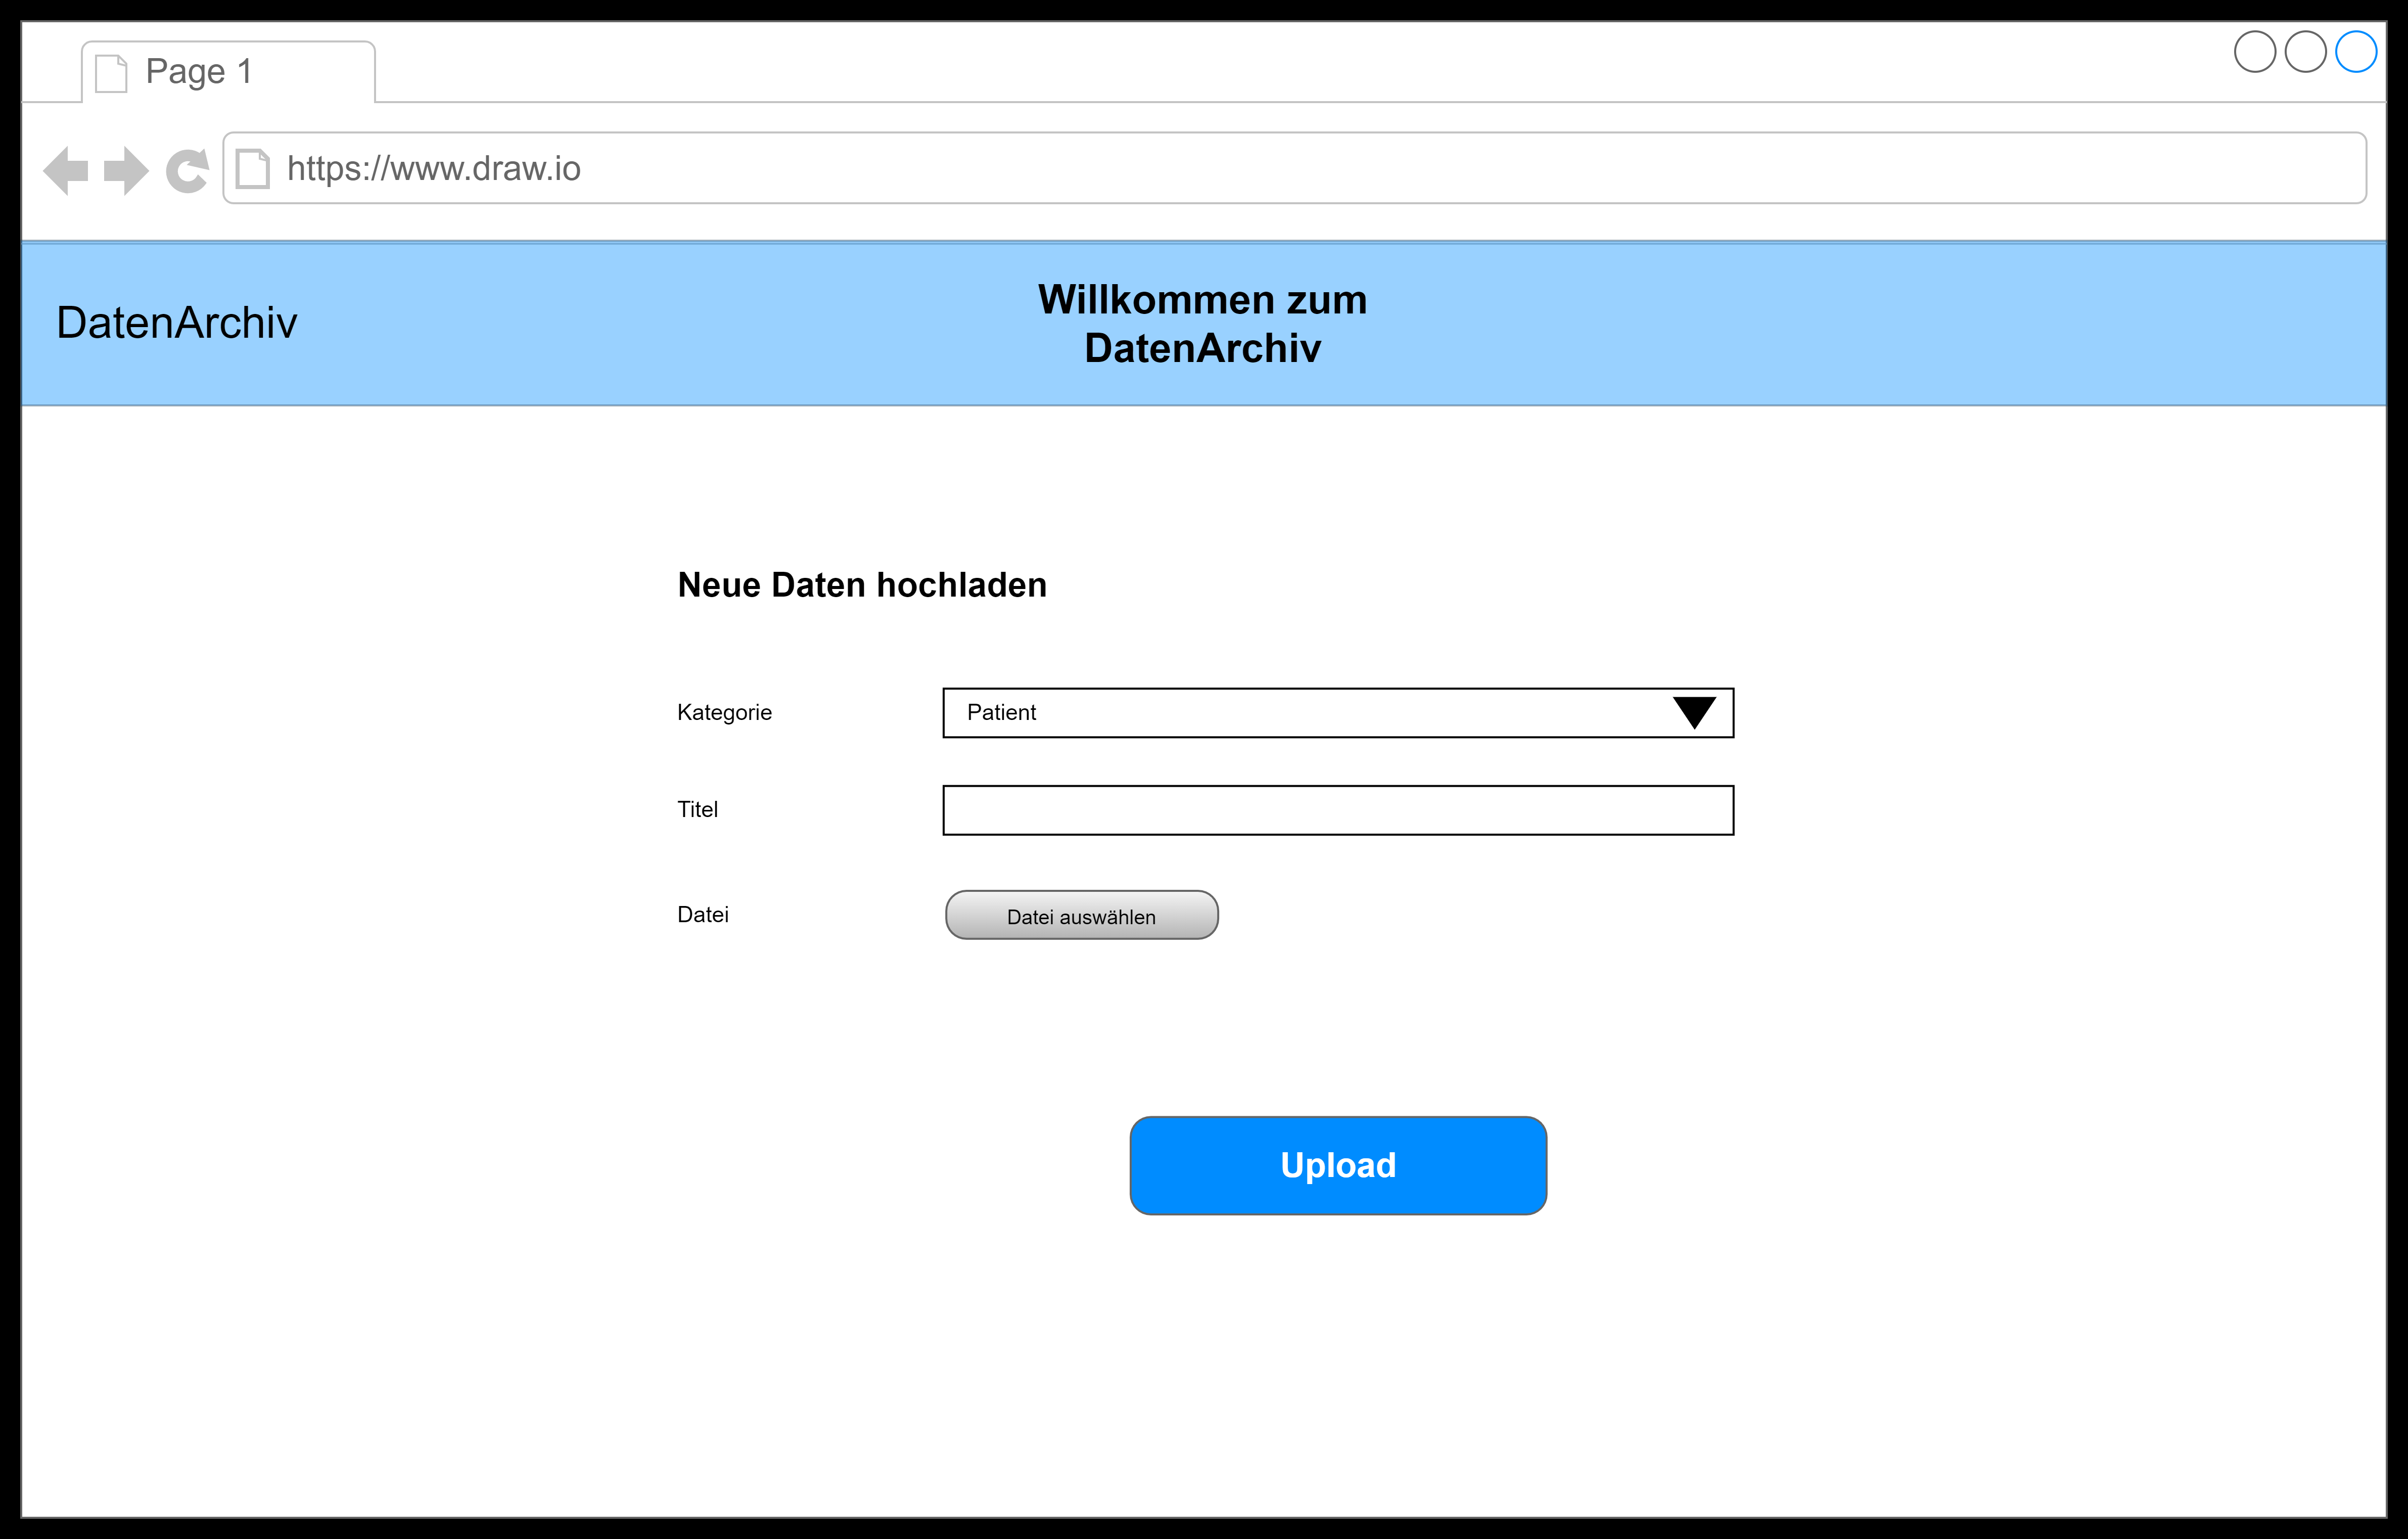 Page 1
https://www.draw.io
DatenArchiv
Willkommen zum
DatenArchiv
Neue Daten hochladen
Kategorie
Patient
Titel
Datei
Datei auswählen
Upload